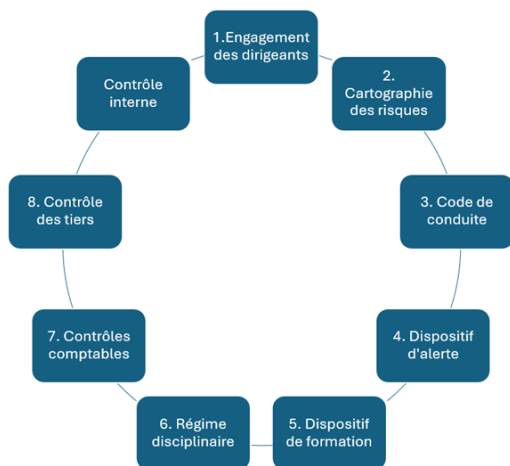 1.Engagement
des dirigeants
2.
Cartographie
des risques
3. Code de
conduite
4. Dispositif
d'alerte
5. Dispositif
de formation
6. Régime
disciplinaire
7. Contrôles
comptables
8. Contrôle
des tiers
Contrôle
interne